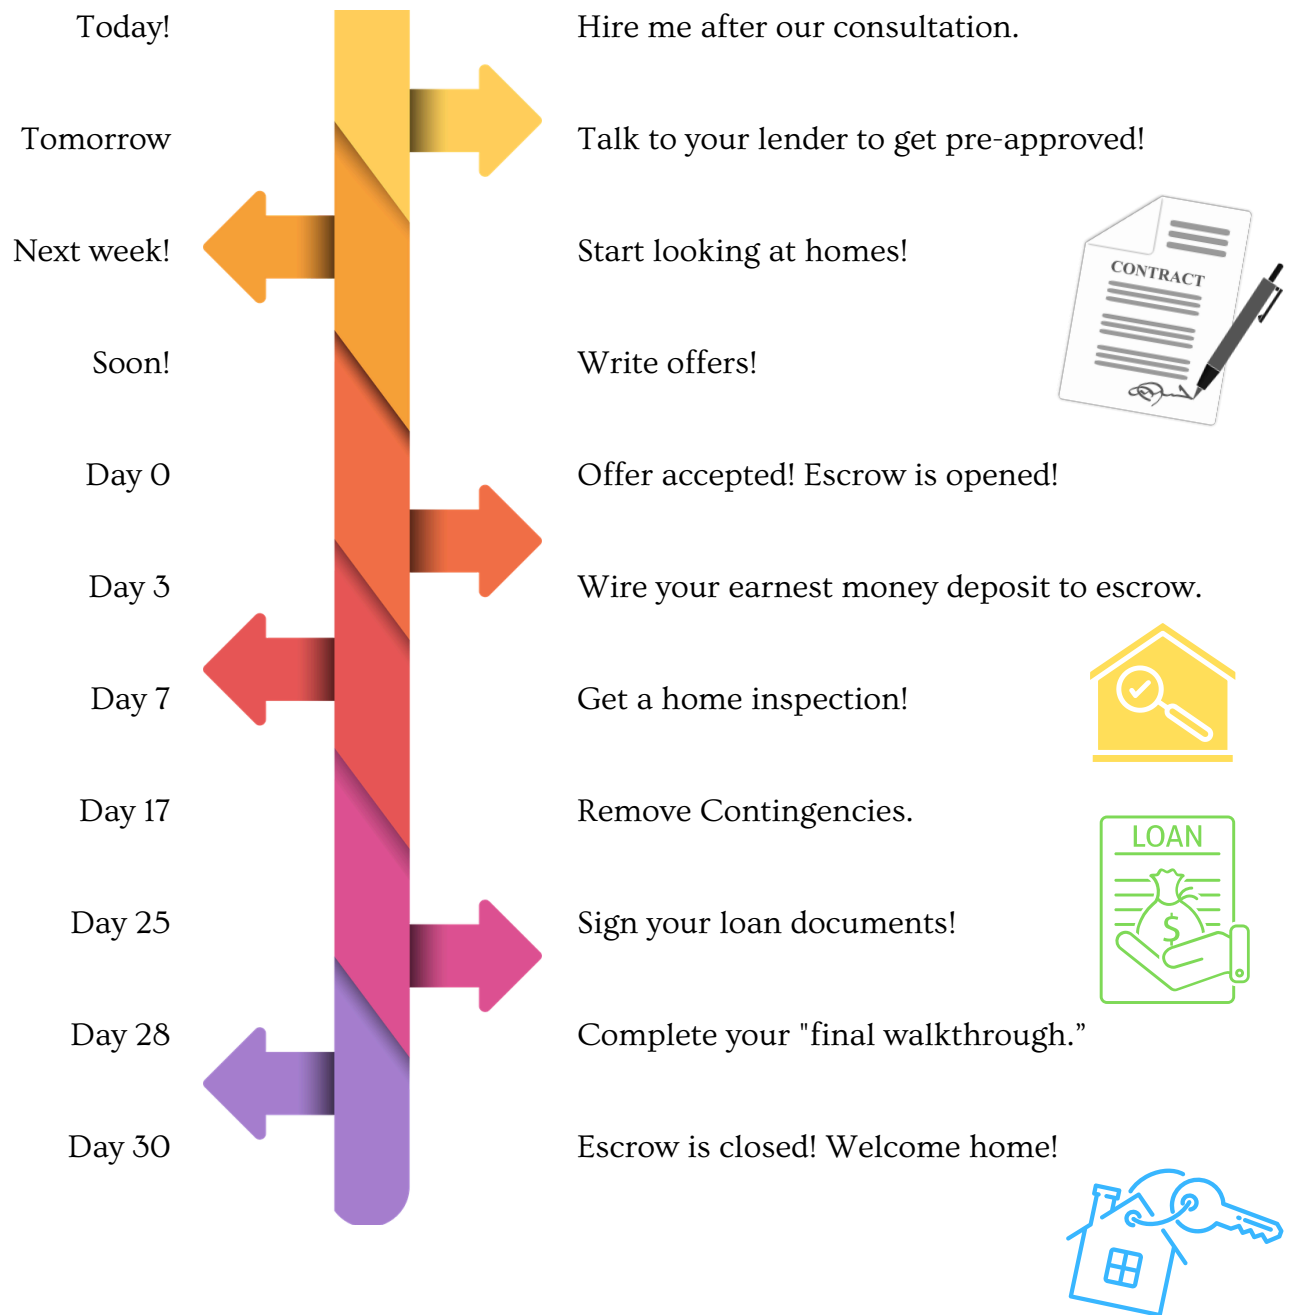 Today!
Hire me after our consultation.
Tomorrow
Talk to your lender to get pre-approved!
Next week!
Start looking at homes!
CONTRACT
Soon!
Write offers!
Day 0
Offer accepted! Escrow is opened!
Day 3
Wire your earnest money deposit to escrow.
Day 7
Get a home inspection!
Day 17
Remove Contingencies.
LOAN
$
Day 25
Sign your loan documents!
Day 28
Complete your "final walkthrough.”
Day 30
Escrow is closed! Welcome home!